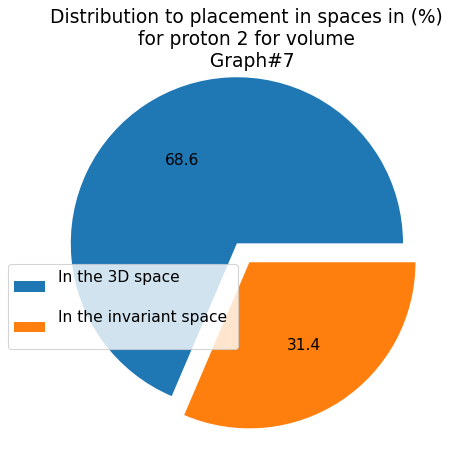 Distribution to placement in spaces in (%)
for proton 2 for volume
Graph#7
68.6
In the 3D space
In the invariant space
31.4